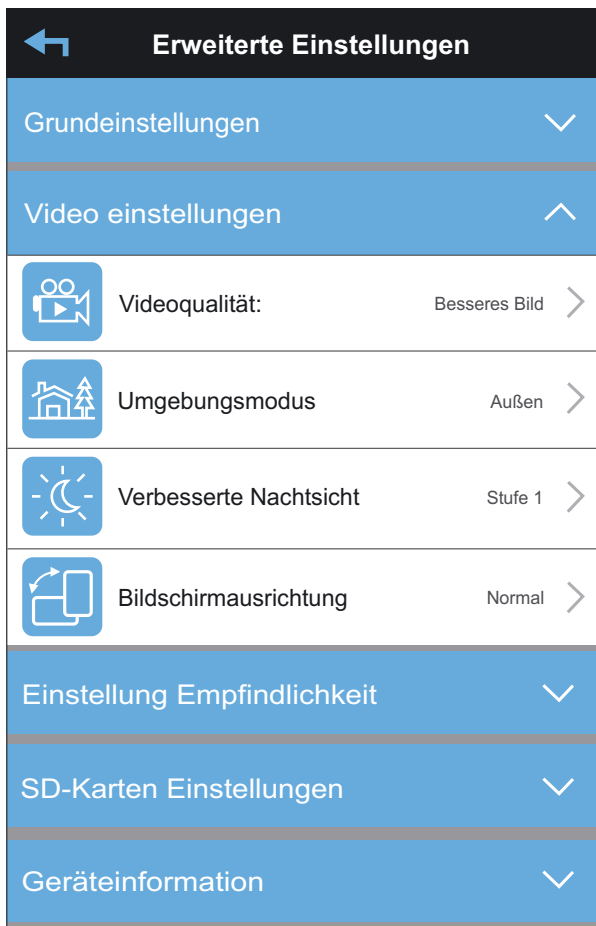 Erweiterte Einstellungen
Grundeinstellungen
Video einstellungen
Videoqualität: Besseres Bild
Umgebungsmodus Außen
Verbesserte Nachtsicht Stufe 1
Bildschirmausrichtung Normal
Einstellung Empfindlichkeit
SD-Karten Einstellungen
Geräteinformation